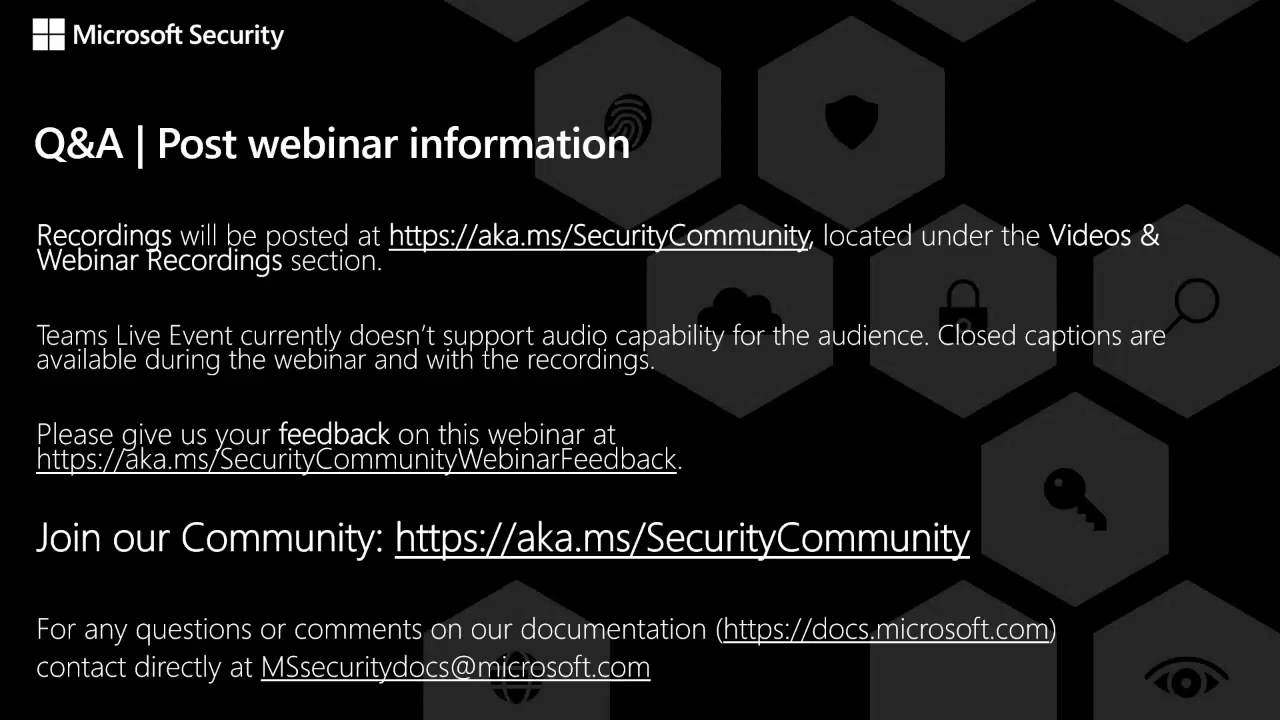 Microsoft Security
Q&A | Post webinar information
Recordings will be posted at https://aka.ms/SecurityCommunity, located under the Videos &
Webinar Recordings section.
Teams Live Event currently doesn’t support audio capability for the audience. Closed captions are
available during the webinar and with the recordings.
Please give us your feedback on this webinar at
https://aka.ms/SecurityCommunityWebinarFeedback.
Join our Community: https://aka.ms/SecurityCommunity
For any questions or comments on our documentation (https://docs.microsoft.com)
contact directly at MSsecuritydocs@microsoft.com